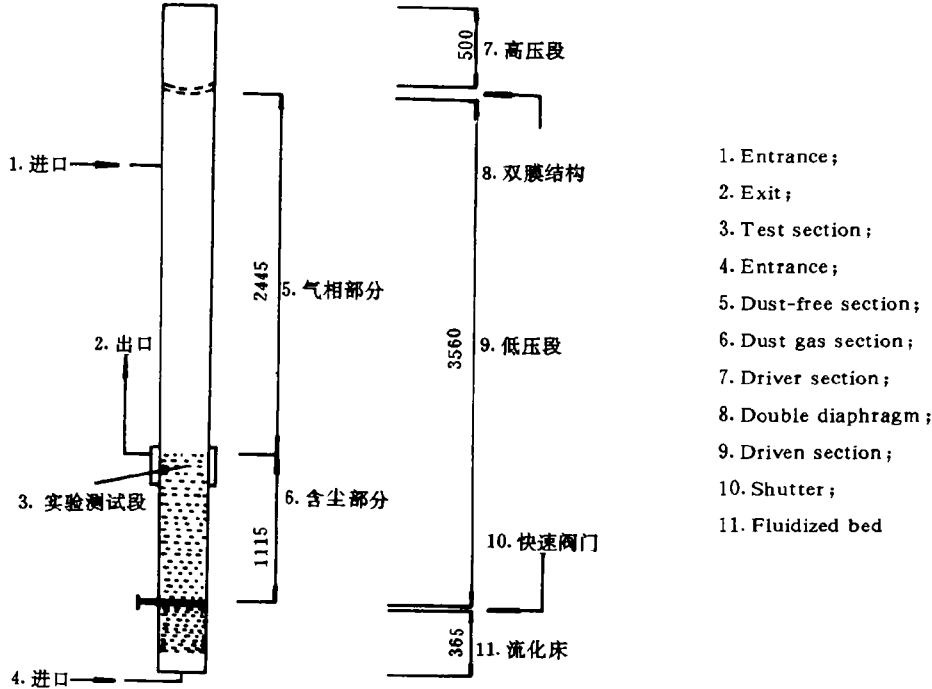 500
7. 高压段
1. 进口
8. 双膜结构
2445
5. 气相部分
2. 出口
3560
9. 低压段
3. 实验测试段
6. 含尘部分
1115
10. 快速阀门
365
11. 流化床
4. 进口
1. Entrance;
2. Exit;
3. Test section;
4. Entrance;
5. Dust-free section;
6. Dust gas section;
7. Driver section;
8. Double diaphragm;
9. Driven section;
10. Shutter;
11. Fluidized bed